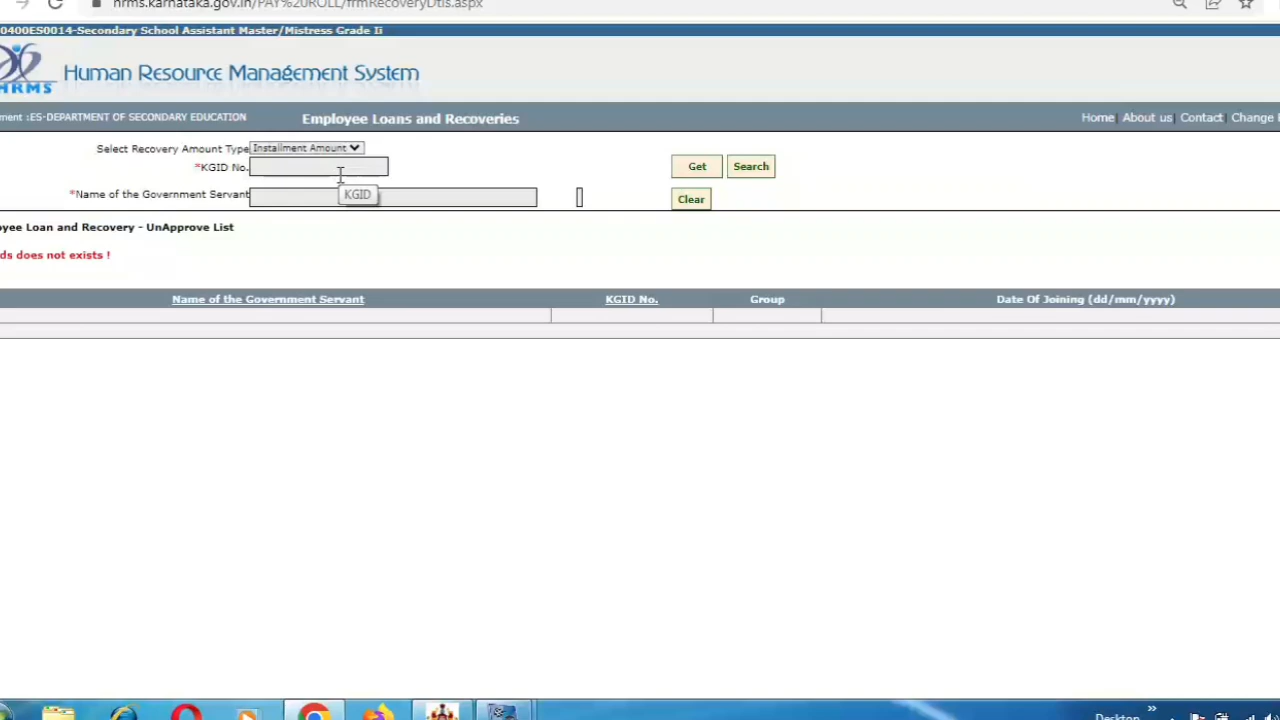 nrms.karnataka.gov.in/PAY%20ROLL/frmRecoveryDtls.aspx
0400ES0014-Secondary School Assistant Master/Mistress Grade Ii
HRMS
Human Resource Management System
ment :ES-DEPARTMENT OF SECONDARY EDUCATION Employee Loans and Recoveries Home About us Contact Change
Select Recovery Amount Type Installment Amount
*KGID No. Get Search
KGID
*Name of the Government Servant Clear
yee Loan and Recovery - UnApprove List
ds does not exists !
Name of the Government Servant KGID No. Group Date Of Joining (dd/mm/yyyy)
Desktop »